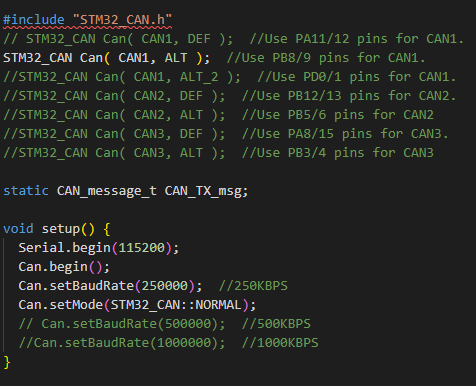 #include "STM32_CAN.h"
// STM32_CAN Can( CAN1, DEF );  //Use PA11/12 pins for CAN1.
STM32_CAN Can( CAN1, ALT );  //Use PB8/9 pins for CAN1.
//STM32_CAN Can( CAN1, ALT_2 );  //Use PD0/1 pins for CAN1.
//STM32_CAN Can( CAN2, DEF );  //Use PB12/13 pins for CAN2.
//STM32_CAN Can( CAN2, ALT );  //Use PB5/6 pins for CAN2
//STM32_CAN Can( CAN3, DEF );  //Use PA8/15 pins for CAN3.
//STM32_CAN Can( CAN3, ALT );  //Use PB3/4 pins for CAN3
static CAN_message_t CAN_TX_msg;
void setup() {
  Serial.begin(115200);
  Can.begin();
  Can.setBaudRate(250000);  //250KBPS
  Can.setMode(STM32_CAN::NORMAL);
  // Can.setBaudRate(500000);  //500KBPS
  //Can.setBaudRate(1000000);  //1000KBPS
}